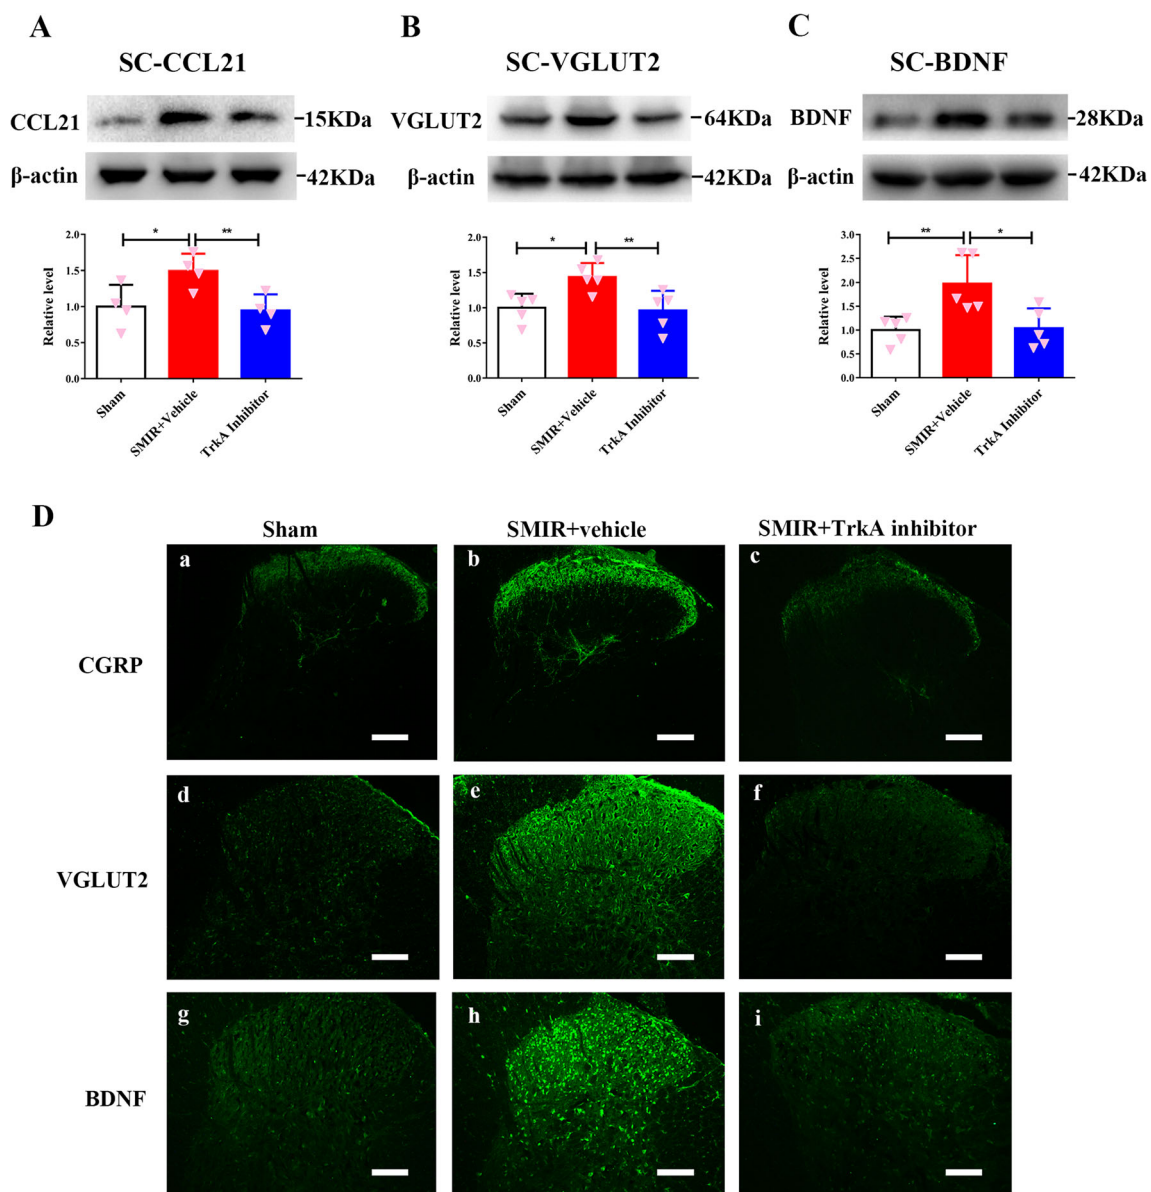 A
B
C
SC-CCL21
SC-VGLUT2
SC-BDNF
CCL21
-15KDa
β-actin
-42KDa
VGLUT2
-64KDa
β-actin
-42KDa
BDNF
-28KDa
β-actin
-42KDa
Relative level
2.0
1.5
1.0
0.5
0.0
*
**
Sham
SMIR+Vehicle
TrkA Inhibitor
Relative level
2.0
1.5
1.0
0.5
0.0
*
**
Sham
SMIR+Vehicle
TrkA Inhibitor
Relative level
3.0
2.5
2.0
1.5
1.0
0.5
0.0
**
*
Sham
SMIR+Vehicle
TrkA Inhibitor
D
Sham
SMIR+vehicle
SMIR+TrkA inhibitor
CGRP
a
b
c
VGLUT2
d
e
f
BDNF
g
h
i